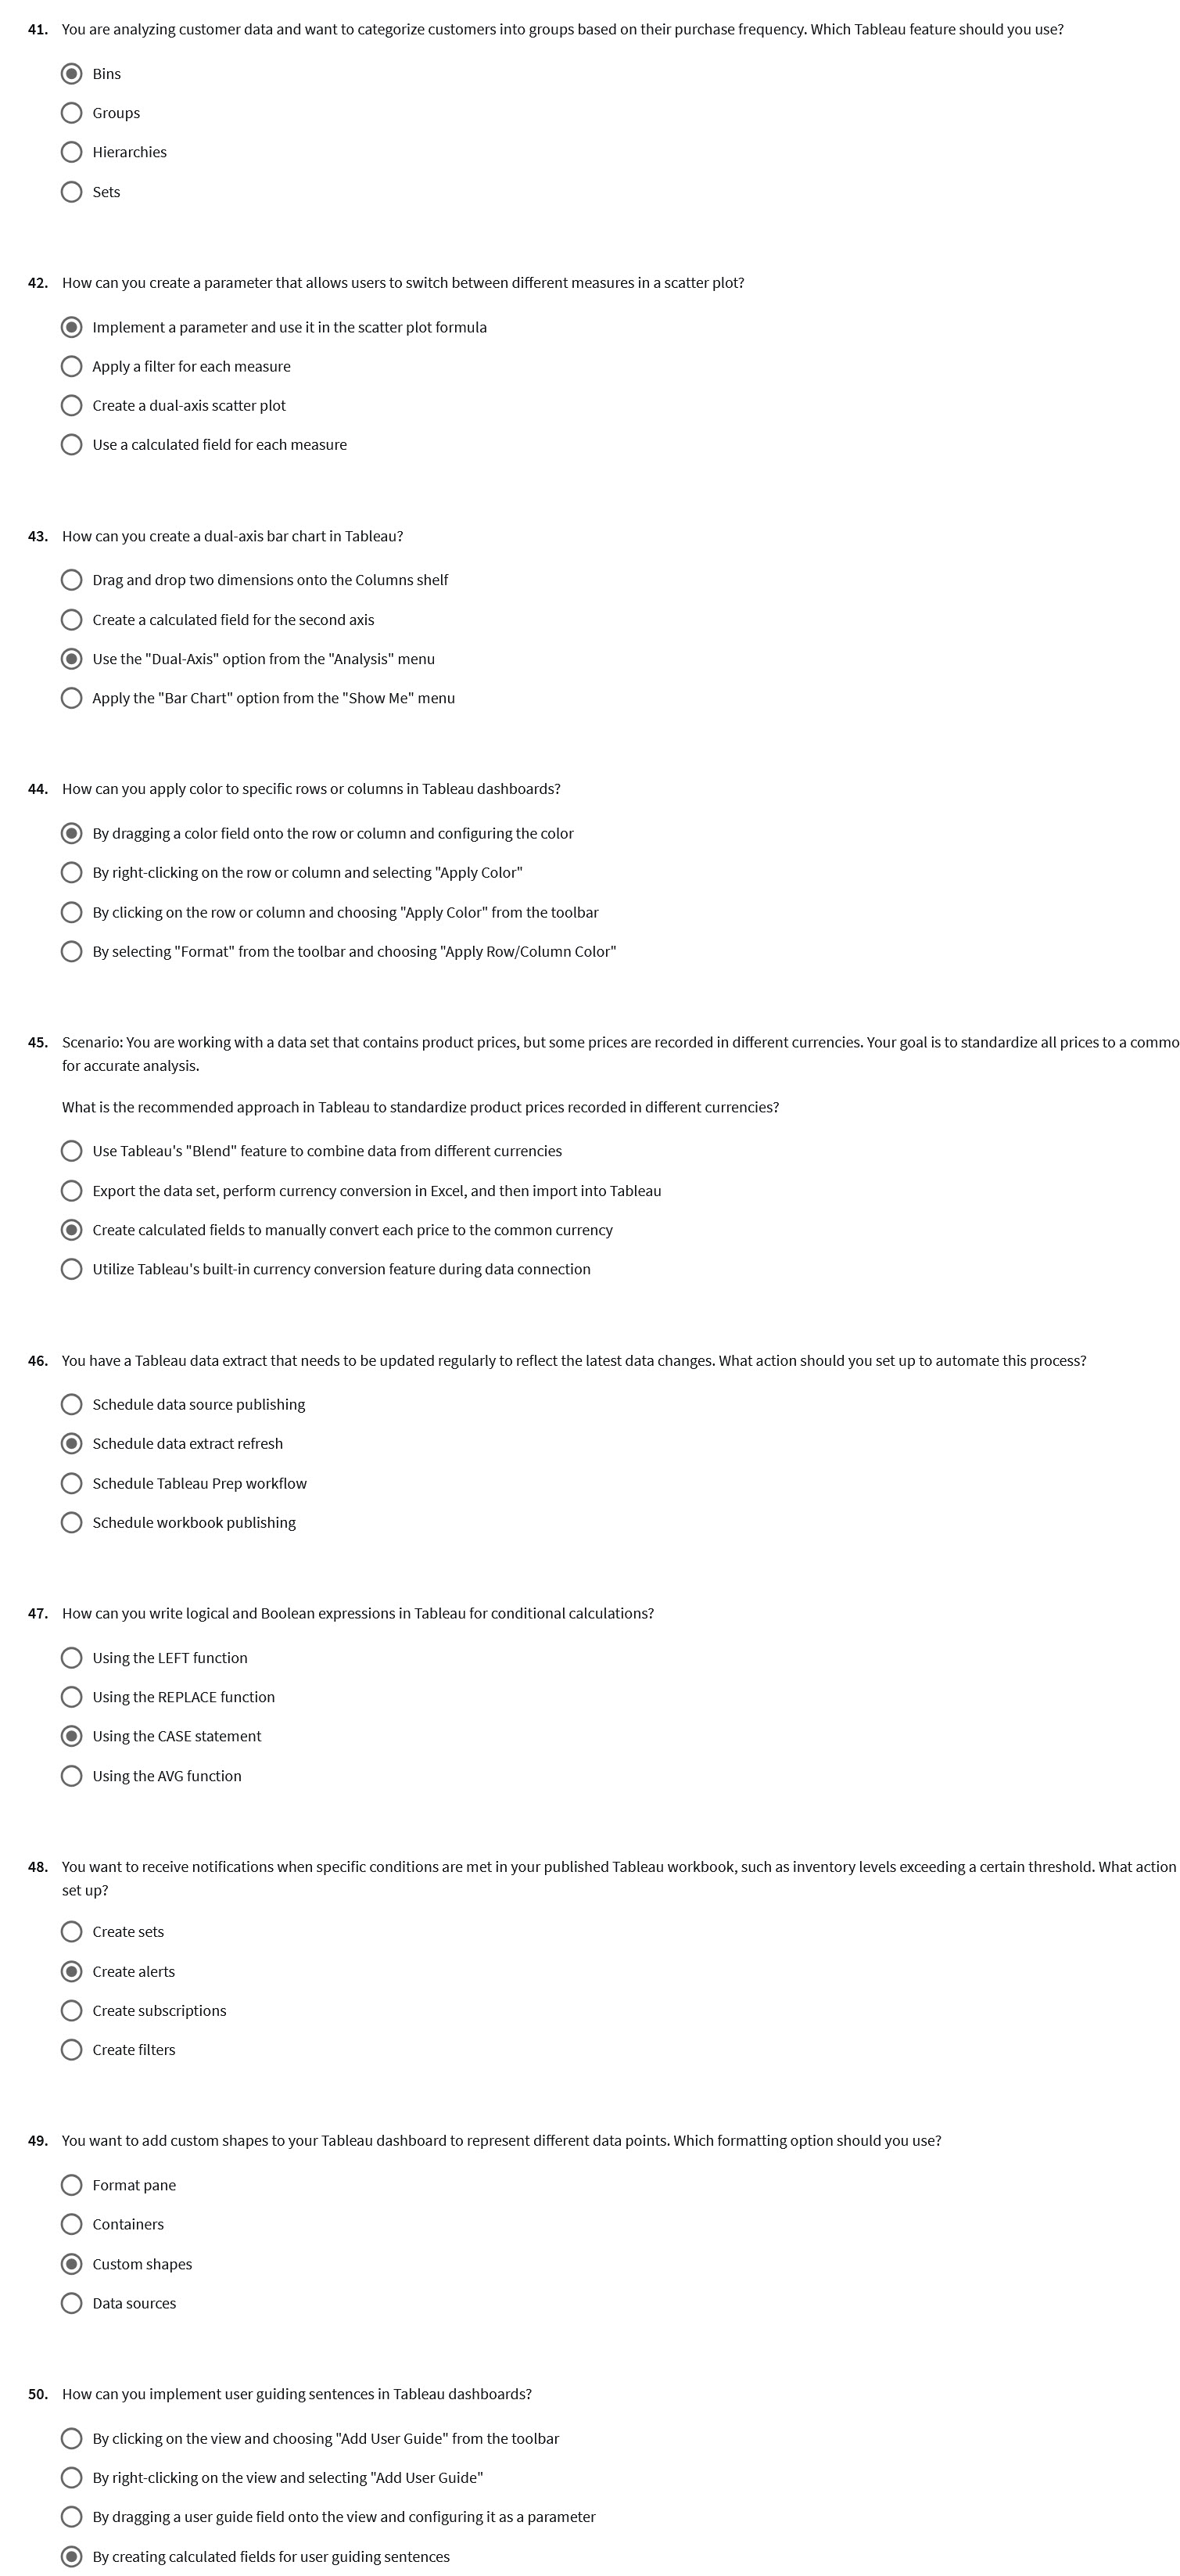 41. You are analyzing customer data and want to categorize customers into groups based on their purchase frequency. Which Tableau feature should you use?
Bins
Groups
Hierarchies
Sets
42. How can you create a parameter that allows users to switch between different measures in a scatter plot?
Implement a parameter and use it in the scatter plot formula
Apply a filter for each measure
Create a dual-axis scatter plot
Use a calculated field for each measure
43. How can you create a dual-axis bar chart in Tableau?
Drag and drop two dimensions onto the Columns shelf
Create a calculated field for the second axis
Use the "Dual-Axis" option from the "Analysis" menu
Apply the "Bar Chart" option from the "Show Me" menu
44. How can you apply color to specific rows or columns in Tableau dashboards?
By dragging a color field onto the row or column and configuring the color
By right-clicking on the row or column and selecting "Apply Color"
By clicking on the row or column and choosing "Apply Color" from the toolbar
By selecting "Format" from the toolbar and choosing "Apply Row/Column Color"
45. Scenario: You are working with a data set that contains product prices, but some prices are recorded in different currencies. Your goal is to standardize all prices to a commo
for accurate analysis.
What is the recommended approach in Tableau to standardize product prices recorded in different currencies?
Use Tableau's "Blend" feature to combine data from different currencies
Export the data set, perform currency conversion in Excel, and then import into Tableau
Create calculated fields to manually convert each price to the common currency
Utilize Tableau's built-in currency conversion feature during data connection
46. You have a Tableau data extract that needs to be updated regularly to reflect the latest data changes. What action should you set up to automate this process?
Schedule data source publishing
Schedule data extract refresh
Schedule Tableau Prep workflow
Schedule workbook publishing
47. How can you write logical and Boolean expressions in Tableau for conditional calculations?
Using the LEFT function
Using the REPLACE function
Using the CASE statement
Using the AVG function
48. You want to receive notifications when specific conditions are met in your published Tableau workbook, such as inventory levels exceeding a certain threshold. What action
set up?
Create sets
Create alerts
Create subscriptions
Create filters
49. You want to add custom shapes to your Tableau dashboard to represent different data points. Which formatting option should you use?
Format pane
Containers
Custom shapes
Data sources
50. How can you implement user guiding sentences in Tableau dashboards?
By clicking on the view and choosing "Add User Guide" from the toolbar
By right-clicking on the view and selecting "Add User Guide"
By dragging a user guide field onto the view and configuring it as a parameter
By creating calculated fields for user guiding sentences